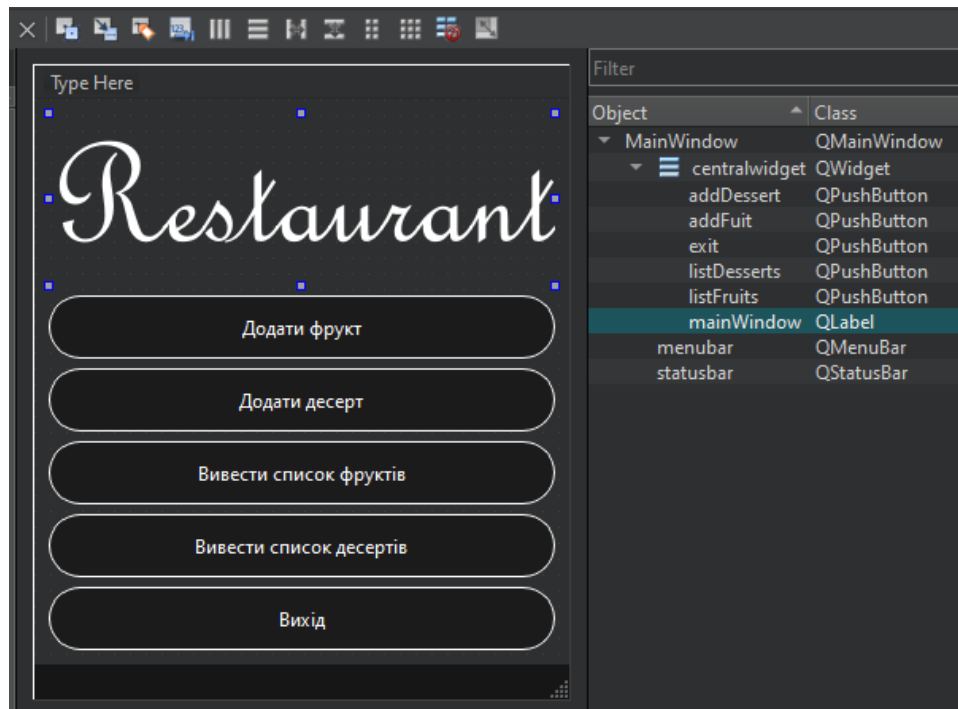 Type Here
Restaurant
Додати фрукт
Додати десерт
Вивести список фруктів
Вивести список десертів
Вихід
Filter
Object Class
MainWindow QMainWindow
centralwidget QWidget
addDessert QPushButton
addFuit QPushButton
exit QPushButton
listDesserts QPushButton
listFruits QPushButton
mainWindow QLabel
menubar QMenuBar
statusbar QStatusBar